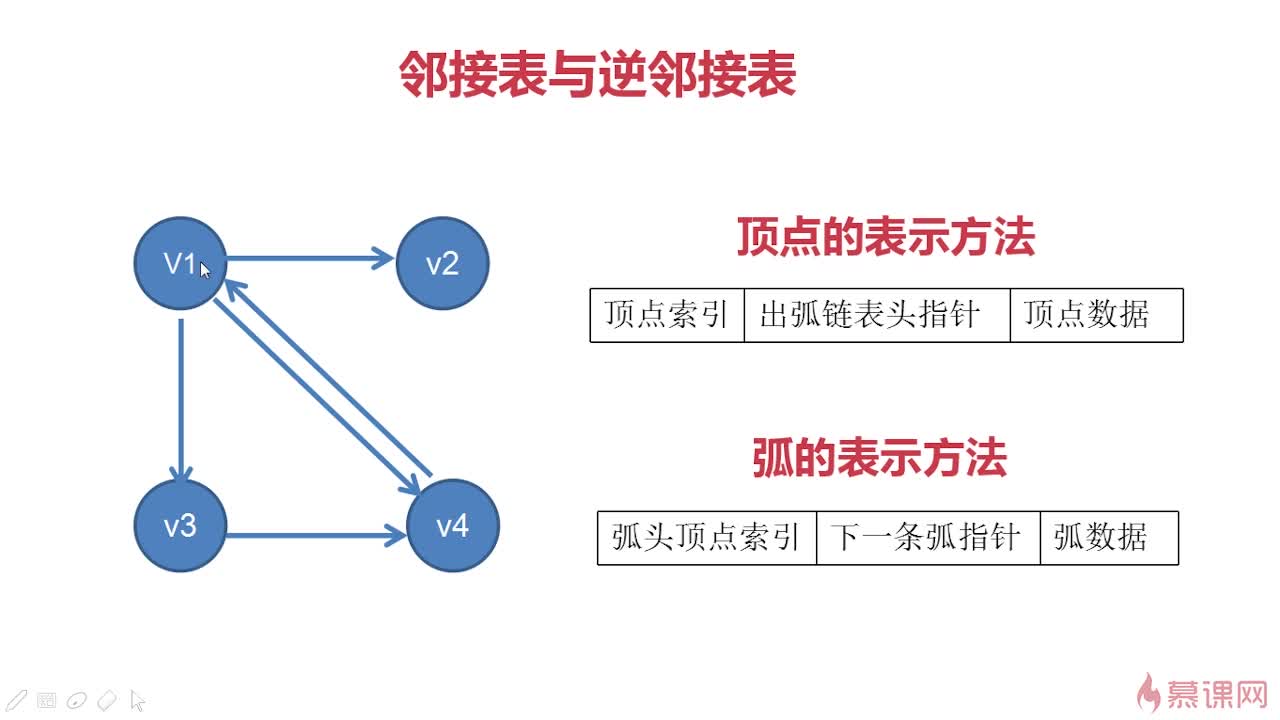 邻接表与逆邻接表
V1
v2
v3
v4
顶点的表示方法
顶点索引 出弧链表头指针 顶点数据
弧的表示方法
弧头顶点索引 下一条弧指针 弧数据
慕课网